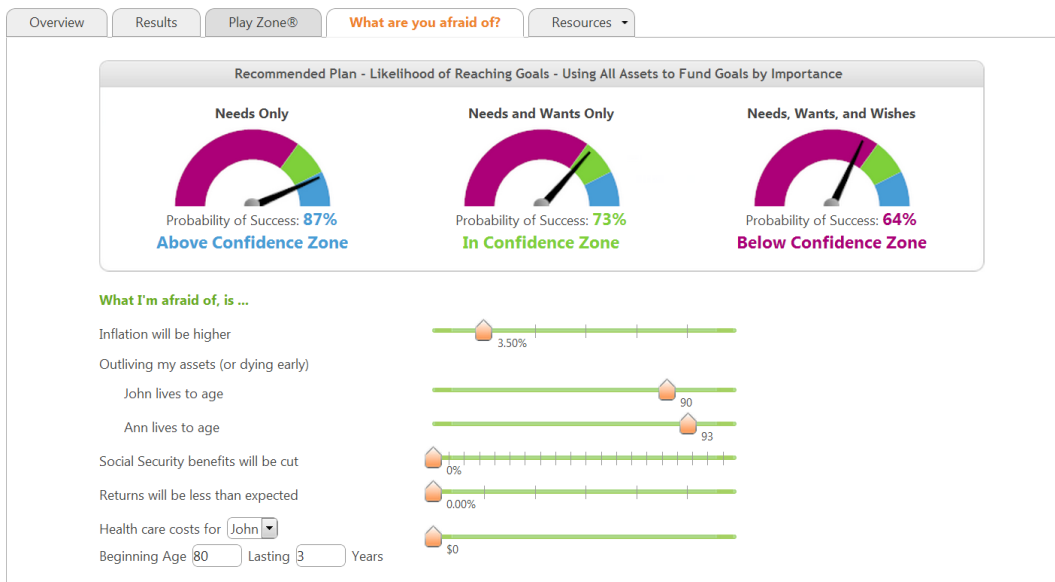 Overview Results Play Zone® What are you afraid of? Resources
Recommended Plan - Likelihood of Reaching Goals - Using All Assets to Fund Goals by Importance
Needs Only Needs and Wants Only Needs, Wants, and Wishes
Probability of Success: 87% Probability of Success: 73% Probability of Success: 64%
Above Confidence Zone In Confidence Zone Below Confidence Zone
What I'm afraid of, is ...
Inflation will be higher
3.50%
Outliving my assets (or dying early)
John lives to age
90
Ann lives to age
93
Social Security benefits will be cut
0%
Returns will be less than expected
0.00%
Health care costs for John
$0
Beginning Age 80 Lasting 3 Years